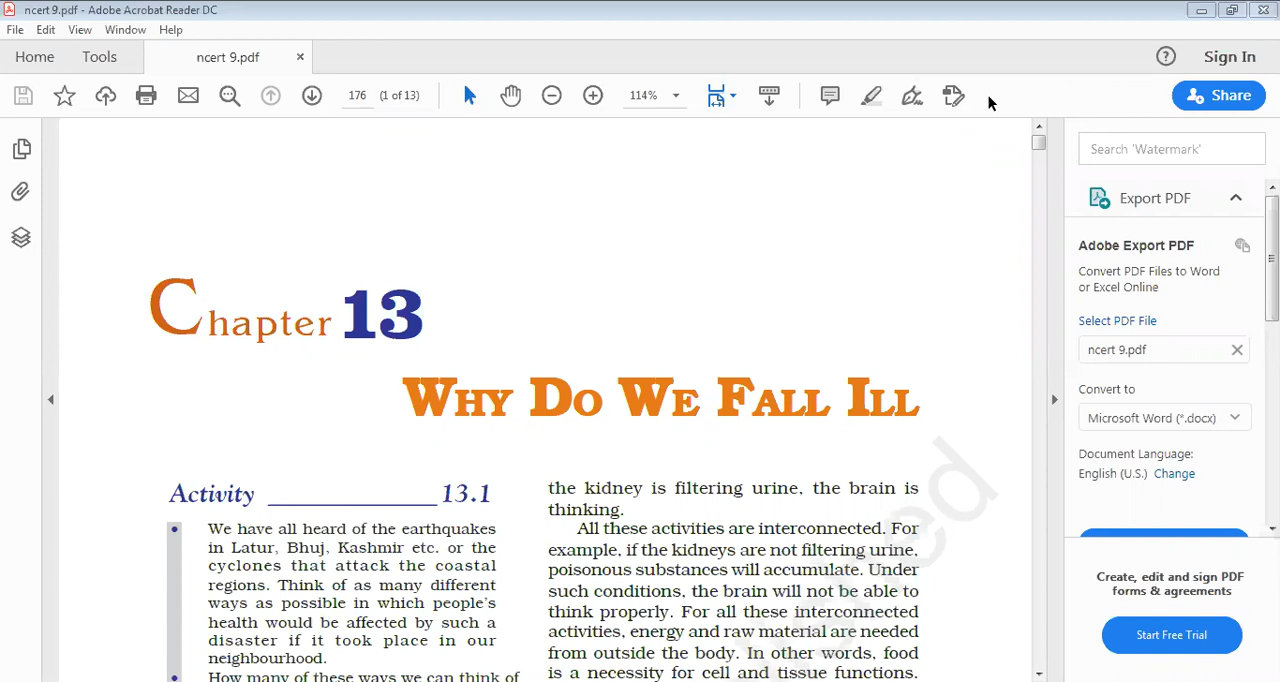 ncert 9.pdf - Adobe Acrobat Reader DC
File Edit View Window Help
Home Tools ncert 9.pdf × ? Sign In
176 (1 of 13) 114% Share
Search 'Watermark'
Export PDF
Adobe Export PDF
Convert PDF Files to Word
or Excel Online
Select PDF File
ncert 9.pdf
Convert to
Microsoft Word (*.docx)
Document Language:
English (U.S.) Change
Create, edit and sign PDF
forms & agreements
Start Free Trial
Chapter 13
WHY DO WE FALL ILL
Activity ______________ 13.1
• We have all heard of the earthquakes
in Latur, Bhuj, Kashmir etc. or the
cyclones that attack the coastal
regions. Think of as many different
ways as possible in which people's
health would be affected by such a
disaster if it took place in our
neighbourhood.
• How many of these ways we can think of
the kidney is filtering urine, the brain is
thinking.
All these activities are interconnected. For
example, if the kidneys are not filtering urine,
poisonous substances will accumulate. Under
such conditions, the brain will not be able to
think properly. For all these interconnected
activities, energy and raw material are needed
from outside the body. In other words, food
is a necessity for cell and tissue functions.